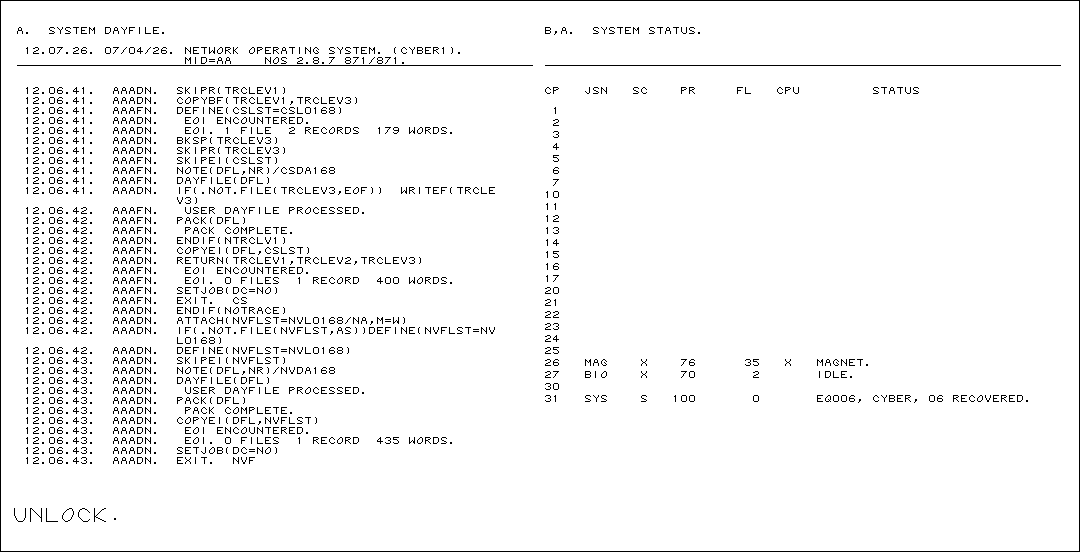 A.  SYSTEM DAYFILE.
12.07.26. 07/04/26. NETWORK OPERATING SYSTEM. (CYBER1).
MID=AA    NOS 2.8.7 871/871.
12.06.41.  AAADN.  SKIPR(TRCLEV1)
12.06.41.  AAADN.  COPYBF(TRCLEV1,TRCLEV3)
12.06.41.  AAAFN.  DEFINE(CSLST=CSLO168)
12.06.41.  AAADN.   EOI ENCOUNTERED.
12.06.41.  AAADN.   EOI. 1 FILE  2 RECORDS  179 WORDS.
12.06.41.  AAADN.  BKSP(TRCLEV3)
12.06.41.  AAADN.  SKIPR(TRCLEV3)
12.06.41.  AAAFN.  SKIPEI(CSLST)
12.06.41.  AAAFN.  NOTE(DFL,NR)/CSDA168
12.06.41.  AAAFN.  DAYFILE(DFL)
12.06.41.  AAADN.  IF(.NOT.FILE(TRCLEV3,EOF))  WRITEF(TRCLE
V3)
12.06.42.  AAAFN.   USER DAYFILE PROCESSED.
12.06.42.  AAAFN.  PACK(DFL)
12.06.42.  AAAFN.   PACK COMPLETE.
12.06.42.  AAADN.  ENDIF(NTRCLV1)
12.06.42.  AAAFN.  COPYEI(DFL,CSLST)
12.06.42.  AAADN.  RETURN(TRCLEV1,TRCLEV2,TRCLEV3)
12.06.42.  AAAFN.   EOI ENCOUNTERED.
12.06.42.  AAAFN.   EOI. 0 FILES  1 RECORD  400 WORDS.
12.06.42.  AAAFN.  SETJOB(DC=NO)
12.06.42.  AAAFN.  EXIT.  CS
12.06.42.  AAADN.  ENDIF(NOTRACE)
12.06.42.  AAADN.  ATTACH(NVFLST=NVLO168/NA,M=W)
12.06.42.  AAADN.  IF(.NOT.FILE(NVFLST,AS))DEFINE(NVFLST=NV
LO168)
12.06.42.  AAADN.  DEFINE(NVFLST=NVLO168)
12.06.43.  AAADN.  SKIPEI(NVFLST)
12.06.43.  AAADN.  NOTE(DFL,NR)/NVDA168
12.06.43.  AAADN.  DAYFILE(DFL)
12.06.43.  AAADN.   USER DAYFILE PROCESSED.
12.06.43.  AAADN.  PACK(DFL)
12.06.43.  AAADN.   PACK COMPLETE.
12.06.43.  AAADN.  COPYEI(DFL,NVFLST)
12.06.43.  AAADN.   EOI ENCOUNTERED.
12.06.43.  AAADN.   EOI. 0 FILES  1 RECORD  435 WORDS.
12.06.43.  AAADN.  SETJOB(DC=NO)
12.06.43.  AAADN.  EXIT.  NVF
UNLOCK.
B,A.  SYSTEM STATUS.
CP   JSN   SC    PR     FL   CPU         STATUS
1
2
3
4
5
6
7
10
11
12
13
14
15
16
17
20
21
22
23
24
25
26   MAG    X    76     35   X   MAGNET.
27   BIO    X    70      2       IDLE.
30
31   SYS    S   100      0       EQ006, CYBER, 06 RECOVERED.